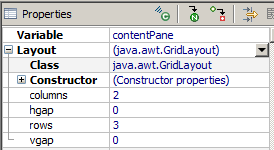 Properties
Variable contentPane
Layout (java.awt.GridLayout)
Class java.awt.GridLayout
Constructor (Constructor properties)
columns 2
hgap 0
rows 3
vgap 0